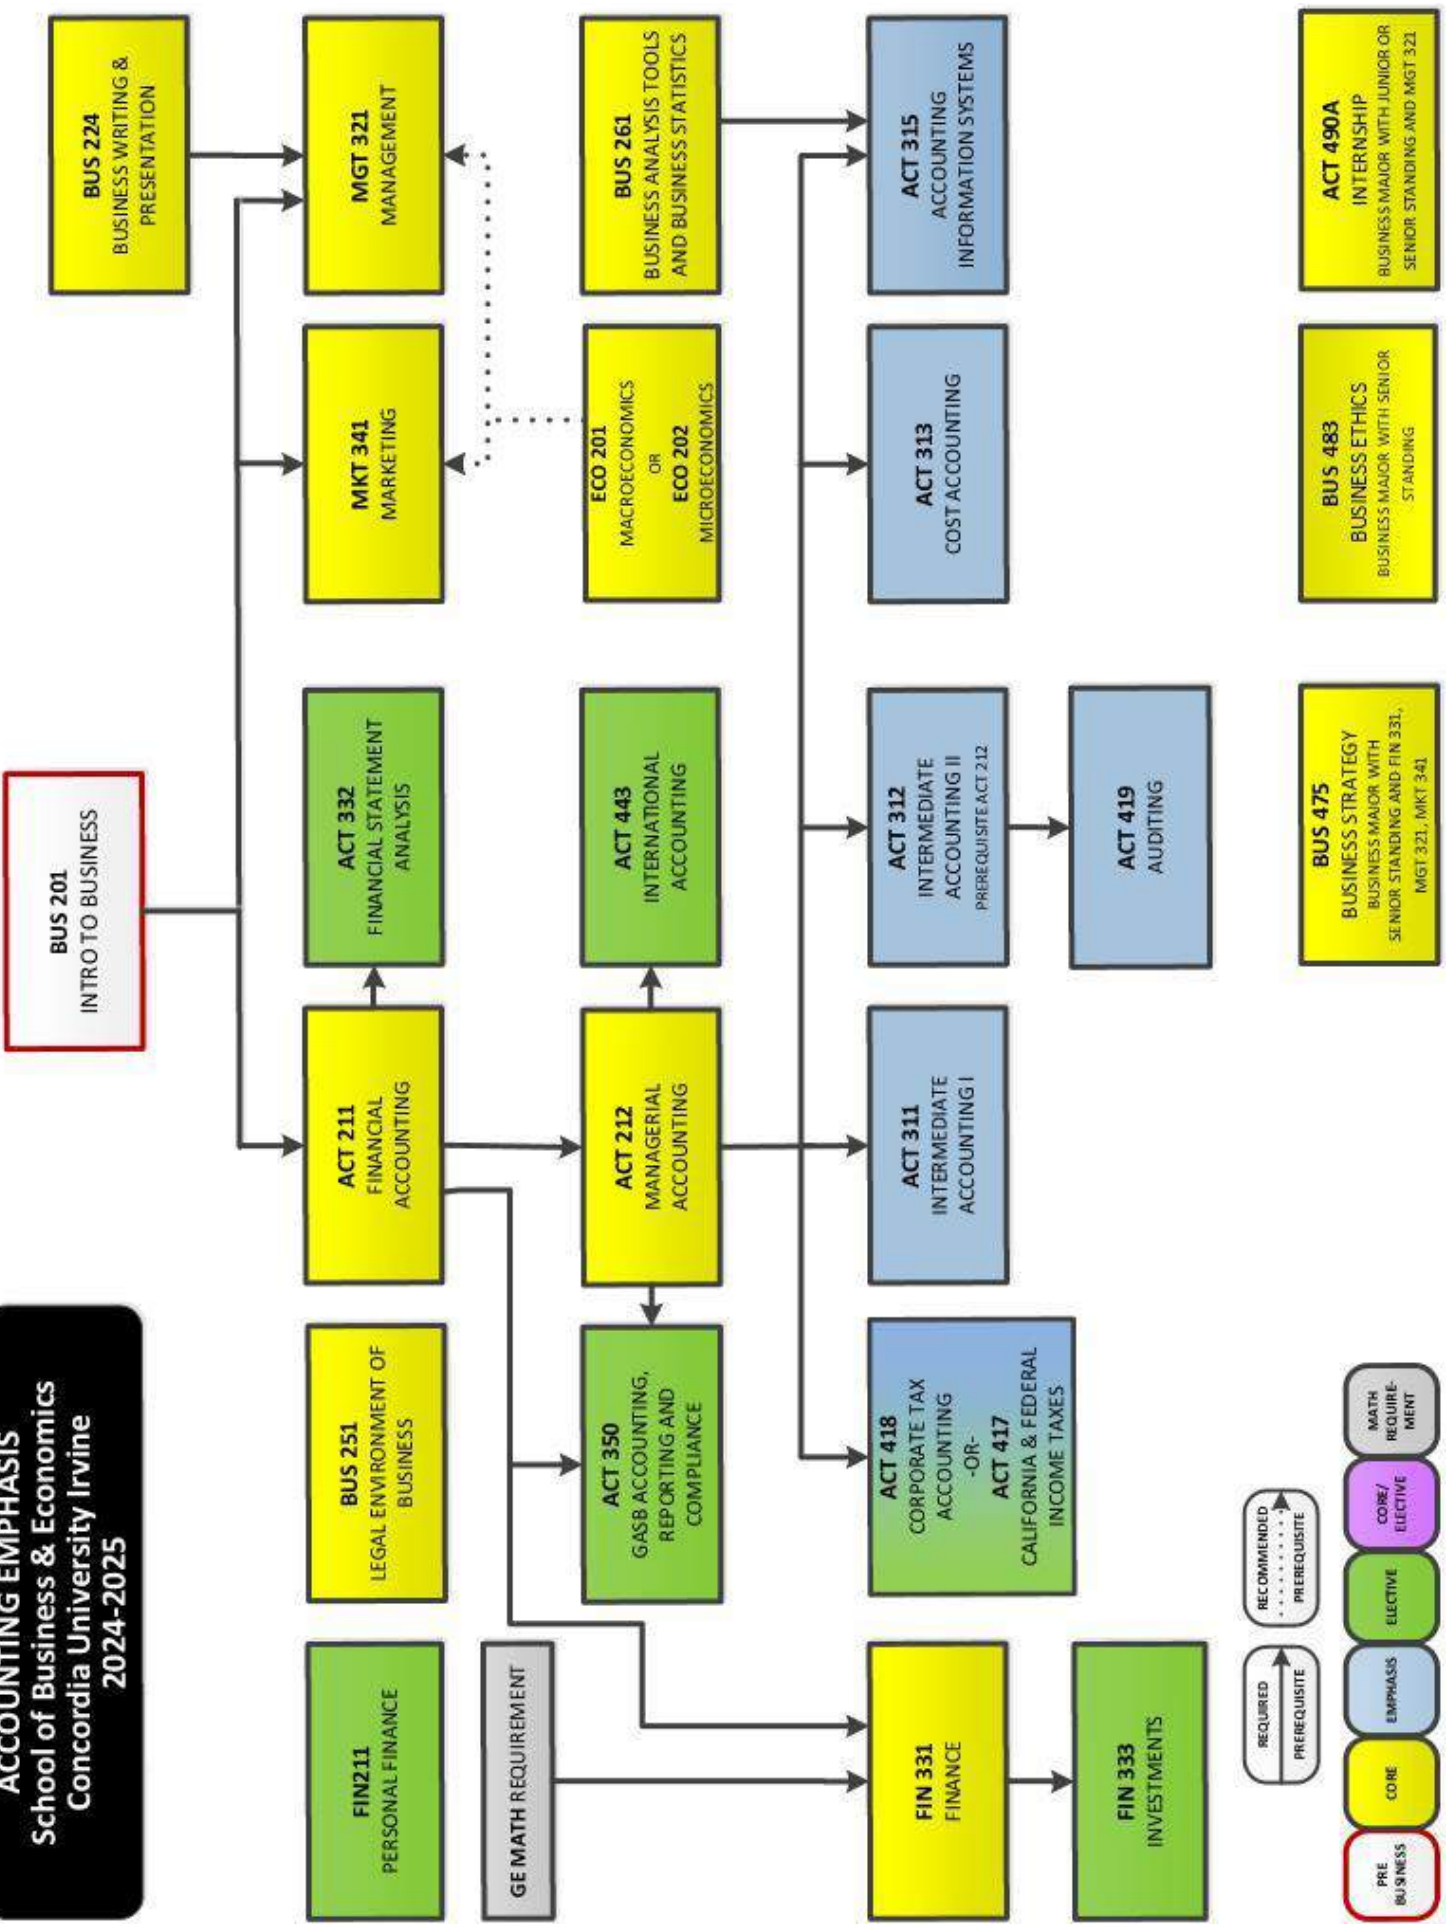 ACCOUNTING EMPHASIS
School of Business & Economics
Concordia University Irvine
2024-2025
BUS 201
INTRO TO BUSINESS
BUS 224
BUSINESS WRITING &
PRESENTATION
FIN211
PERSONAL FINANCE
BUS 251
LEGAL ENVIRONMENT OF
BUSINESS
ACT 211
FINANCIAL
ACCOUNTING
ACT 332
FINANCIAL STATEMENT
ANALYSIS
MKT 341
MARKETING
MGT 321
MANAGEMENT
GE MATH REQUIREMENT
ACT 350
GASB ACCOUNTING,
REPORTING AND
COMPLIANCE
ACT 212
MANAGERIAL
ACCOUNTING
ACT 443
INTERNATIONAL
ACCOUNTING
ECO 201
MACROECONOMICS
OR
ECO 202
MICROECONOMICS
BUS 261
BUSINESS ANALYSIS TOOLS
AND BUSINESS STATISTICS
FIN 331
FINANCE
ACT 418
CORPORATE TAX
ACCOUNTING
-OR-
ACT 417
CALIFORNIA & FEDERAL
INCOME TAXES
ACT 311
INTERMEDIATE
ACCOUNTING I
ACT 312
INTERMEDIATE
ACCOUNTING II
PREREQUISITE ACT 212
ACT 313
COST ACCOUNTING
ACT 315
ACCOUNTING
INFORMATION SYSTEMS
FIN 333
INVESTMENTS
ACT 419
AUDITING
REQUIRED
PREREQUISITE
RECOMMENDED
PREREQUISITE
PRE
BUSINESS
CORE
EMPHASIS
ELECTIVE
CORE/
ELECTIVE
MATH
REQUIRE-
MENT
BUS 475
BUSINESS STRATEGY
BUSINESS MAJOR WITH
SENIOR STANDING AND FIN 331,
MGT 321, MKT 341
BUS 483
BUSINESS ETHICS
BUSINESS MAJOR WITH SENIOR
STANDING
ACT 490A
INTERNSHIP
BUSINESS MAJOR WITH JUNIOR OR
SENIOR STANDING AND MGT 321